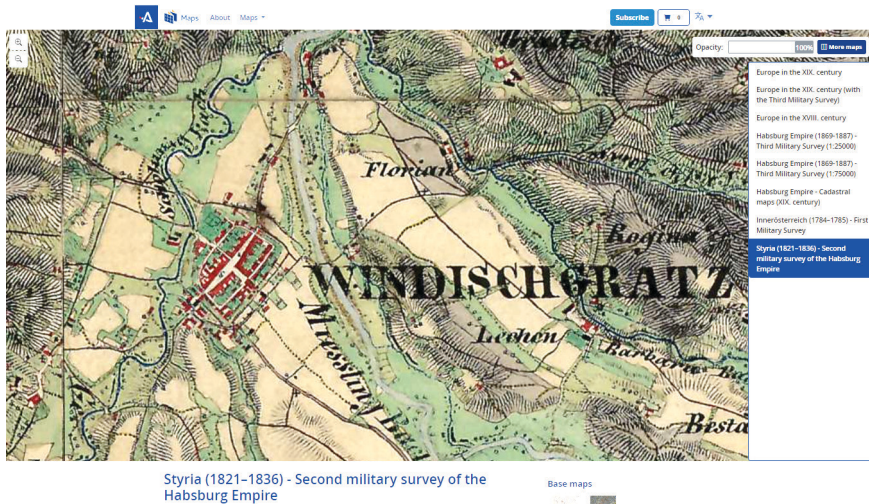 Maps About Maps
Subscribe 0
Opacity: 100% More maps
Europe in the XIX. century
Europe in the XIX. century (with
the Third Military Survey)
Europe in the XVIII. century
Habsburg Empire (1869-1887) -
Third Military Survey (1:25000)
Habsburg Empire (1869-1887) -
Third Military Survey (1:75000)
Habsburg Empire - Cadastral
maps (XIX. century)
Innerösterreich (1784–1785) - First
Military Survey
Styria (1821–1836) - Second
military survey of the Habsburg
Empire
Florian
WINDISCHGRATZ
Missling
Lechen
Styria (1821–1836) - Second military survey of the
Habsburg Empire
Base maps